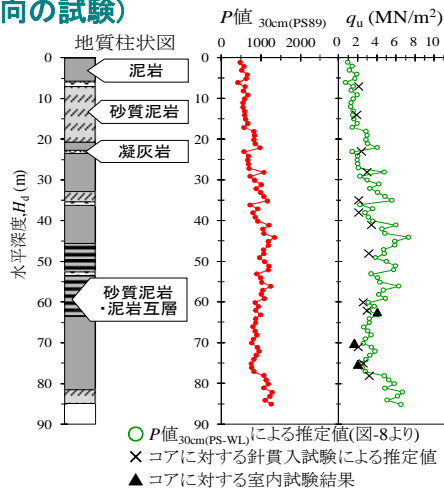 向の試験)
P値 30cm(PS89)
qu (MN/m²)
地質柱状図
0 1000 2000
0 2 4 6 8 10
水平深度, Hd (m)
0
10
20
30
40
50
60
70
80
90
泥岩
砂質泥岩
凝灰岩
砂質泥岩
・泥岩互層
○ P値30cm(PS-WL)による推定値(図-8より)
× コアに対する針貫入試験による推定値
▲ コアに対する室内試験結果